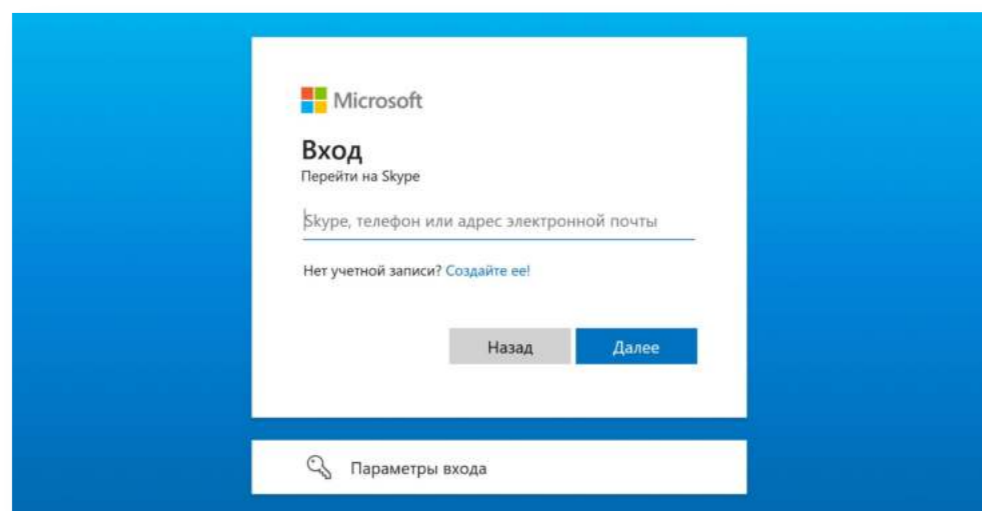 Microsoft
Вход
Перейти на Skype
Skype, телефон или адрес электронной почты
Нет учетной записи? Создайте ее!
Назад Далее
Параметры входа